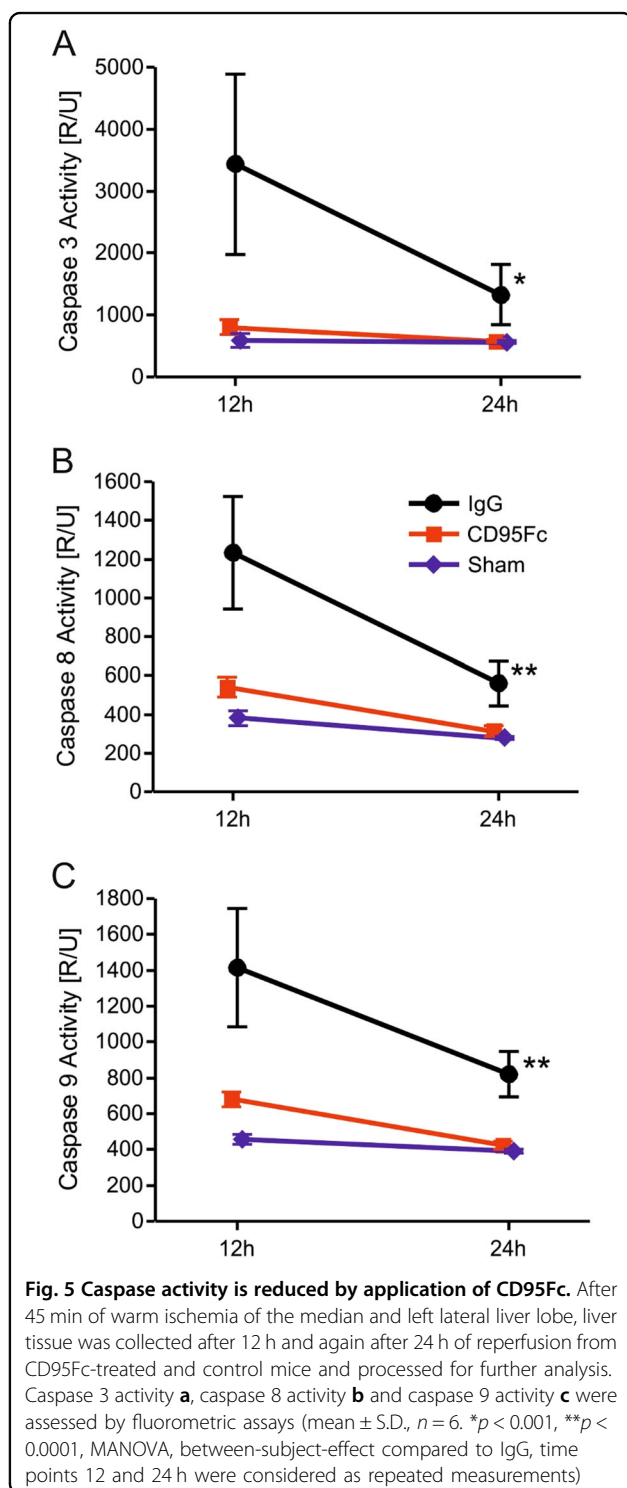 A
Caspase 3 Activity [R/U]
5000
4000
3000
2000
1000
0
*
12h
24h
B
Caspase 8 Activity [R/U]
1600
1400
1200
1000
800
600
400
200
0
IgG
CD95Fc
Sham
**
12h
24h
C
Caspase 9 Activity [R/U]
1800
1600
1400
1200
1000
800
600
400
200
0
**
12h
24h
Fig. 5 Caspase activity is reduced by application of CD95Fc. After
45 min of warm ischemia of the median and left lateral liver lobe, liver
tissue was collected after 12 h and again after 24 h of reperfusion from
CD95Fc-treated and control mice and processed for further analysis.
Caspase 3 activity a, caspase 8 activity b and caspase 9 activity c were
assessed by fluorometric assays (mean ± S.D., n = 6. *p < 0.001, **p <
0.0001, MANOVA, between-subject-effect compared to IgG, time
points 12 and 24 h were considered as repeated measurements)